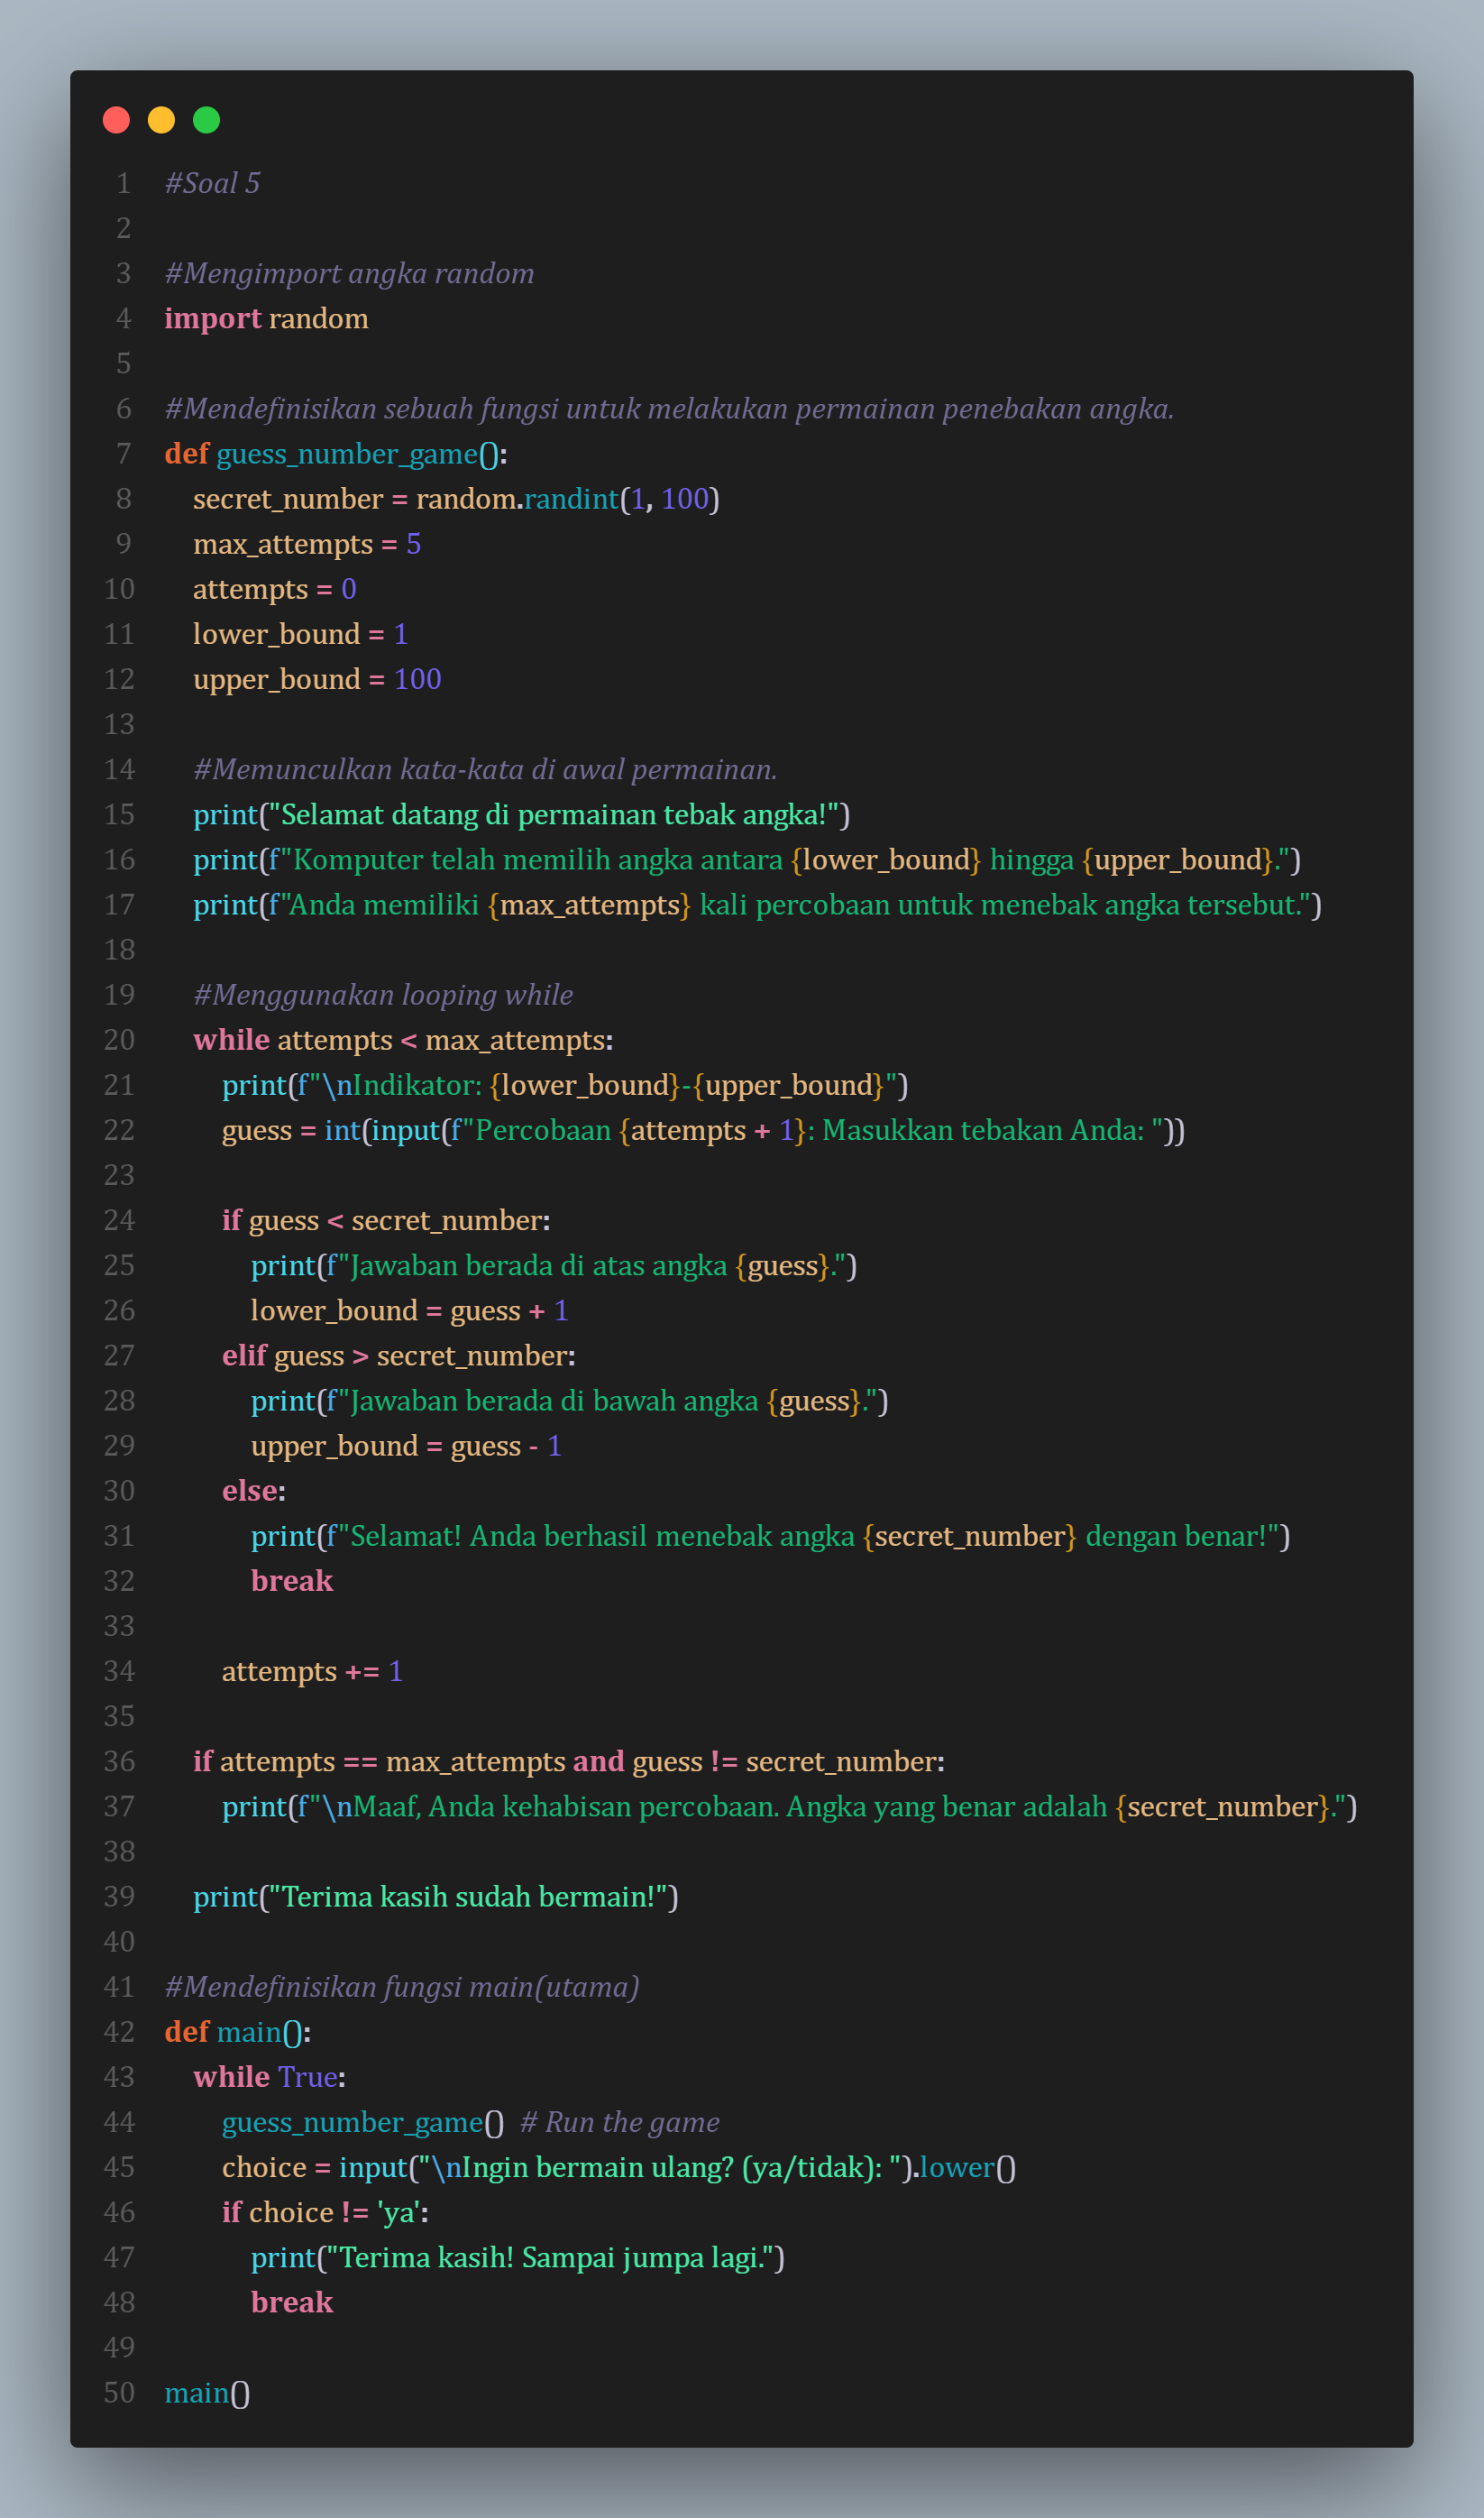 1 #Soal 5
2
3 #Mengimport angka random
4 import random
5
6 #Mendefinisikan sebuah fungsi untuk melakukan permainan penebakan angka.
7 def guess_number_game():
8     secret_number = random.randint(1, 100)
9     max_attempts = 5
10     attempts = 0
11     lower_bound = 1
12     upper_bound = 100
13
14     #Memunculkan kata-kata di awal permainan.
15     print("Selamat datang di permainan tebak angka!")
16     print(f"Komputer telah memilih angka antara {lower_bound} hingga {upper_bound}.")
17     print(f"Anda memiliki {max_attempts} kali percobaan untuk menebak angka tersebut.")
18
19     #Menggunakan looping while
20     while attempts < max_attempts:
21         print(f"\nIndikator: {lower_bound}-{upper_bound}")
22         guess = int(input(f"Percobaan {attempts + 1}: Masukkan tebakan Anda: "))
23
24         if guess < secret_number:
25             print(f"Jawaban berada di atas angka {guess}.")
26             lower_bound = guess + 1
27         elif guess > secret_number:
28             print(f"Jawaban berada di bawah angka {guess}.")
29             upper_bound = guess - 1
30         else:
31             print(f"Selamat! Anda berhasil menebak angka {secret_number} dengan benar!")
32             break
33
34         attempts += 1
35
36     if attempts == max_attempts and guess != secret_number:
37         print(f"\nMaaf, Anda kehabisan percobaan. Angka yang benar adalah {secret_number}.")
38
39     print("Terima kasih sudah bermain!")
40
41 #Mendefinisikan fungsi main(utama)
42 def main():
43     while True:
44         guess_number_game()  # Run the game
45         choice = input("\nIngin bermain ulang? (ya/tidak): ").lower()
46         if choice != 'ya':
47             print("Terima kasih! Sampai jumpa lagi.")
48             break
49
50 main()